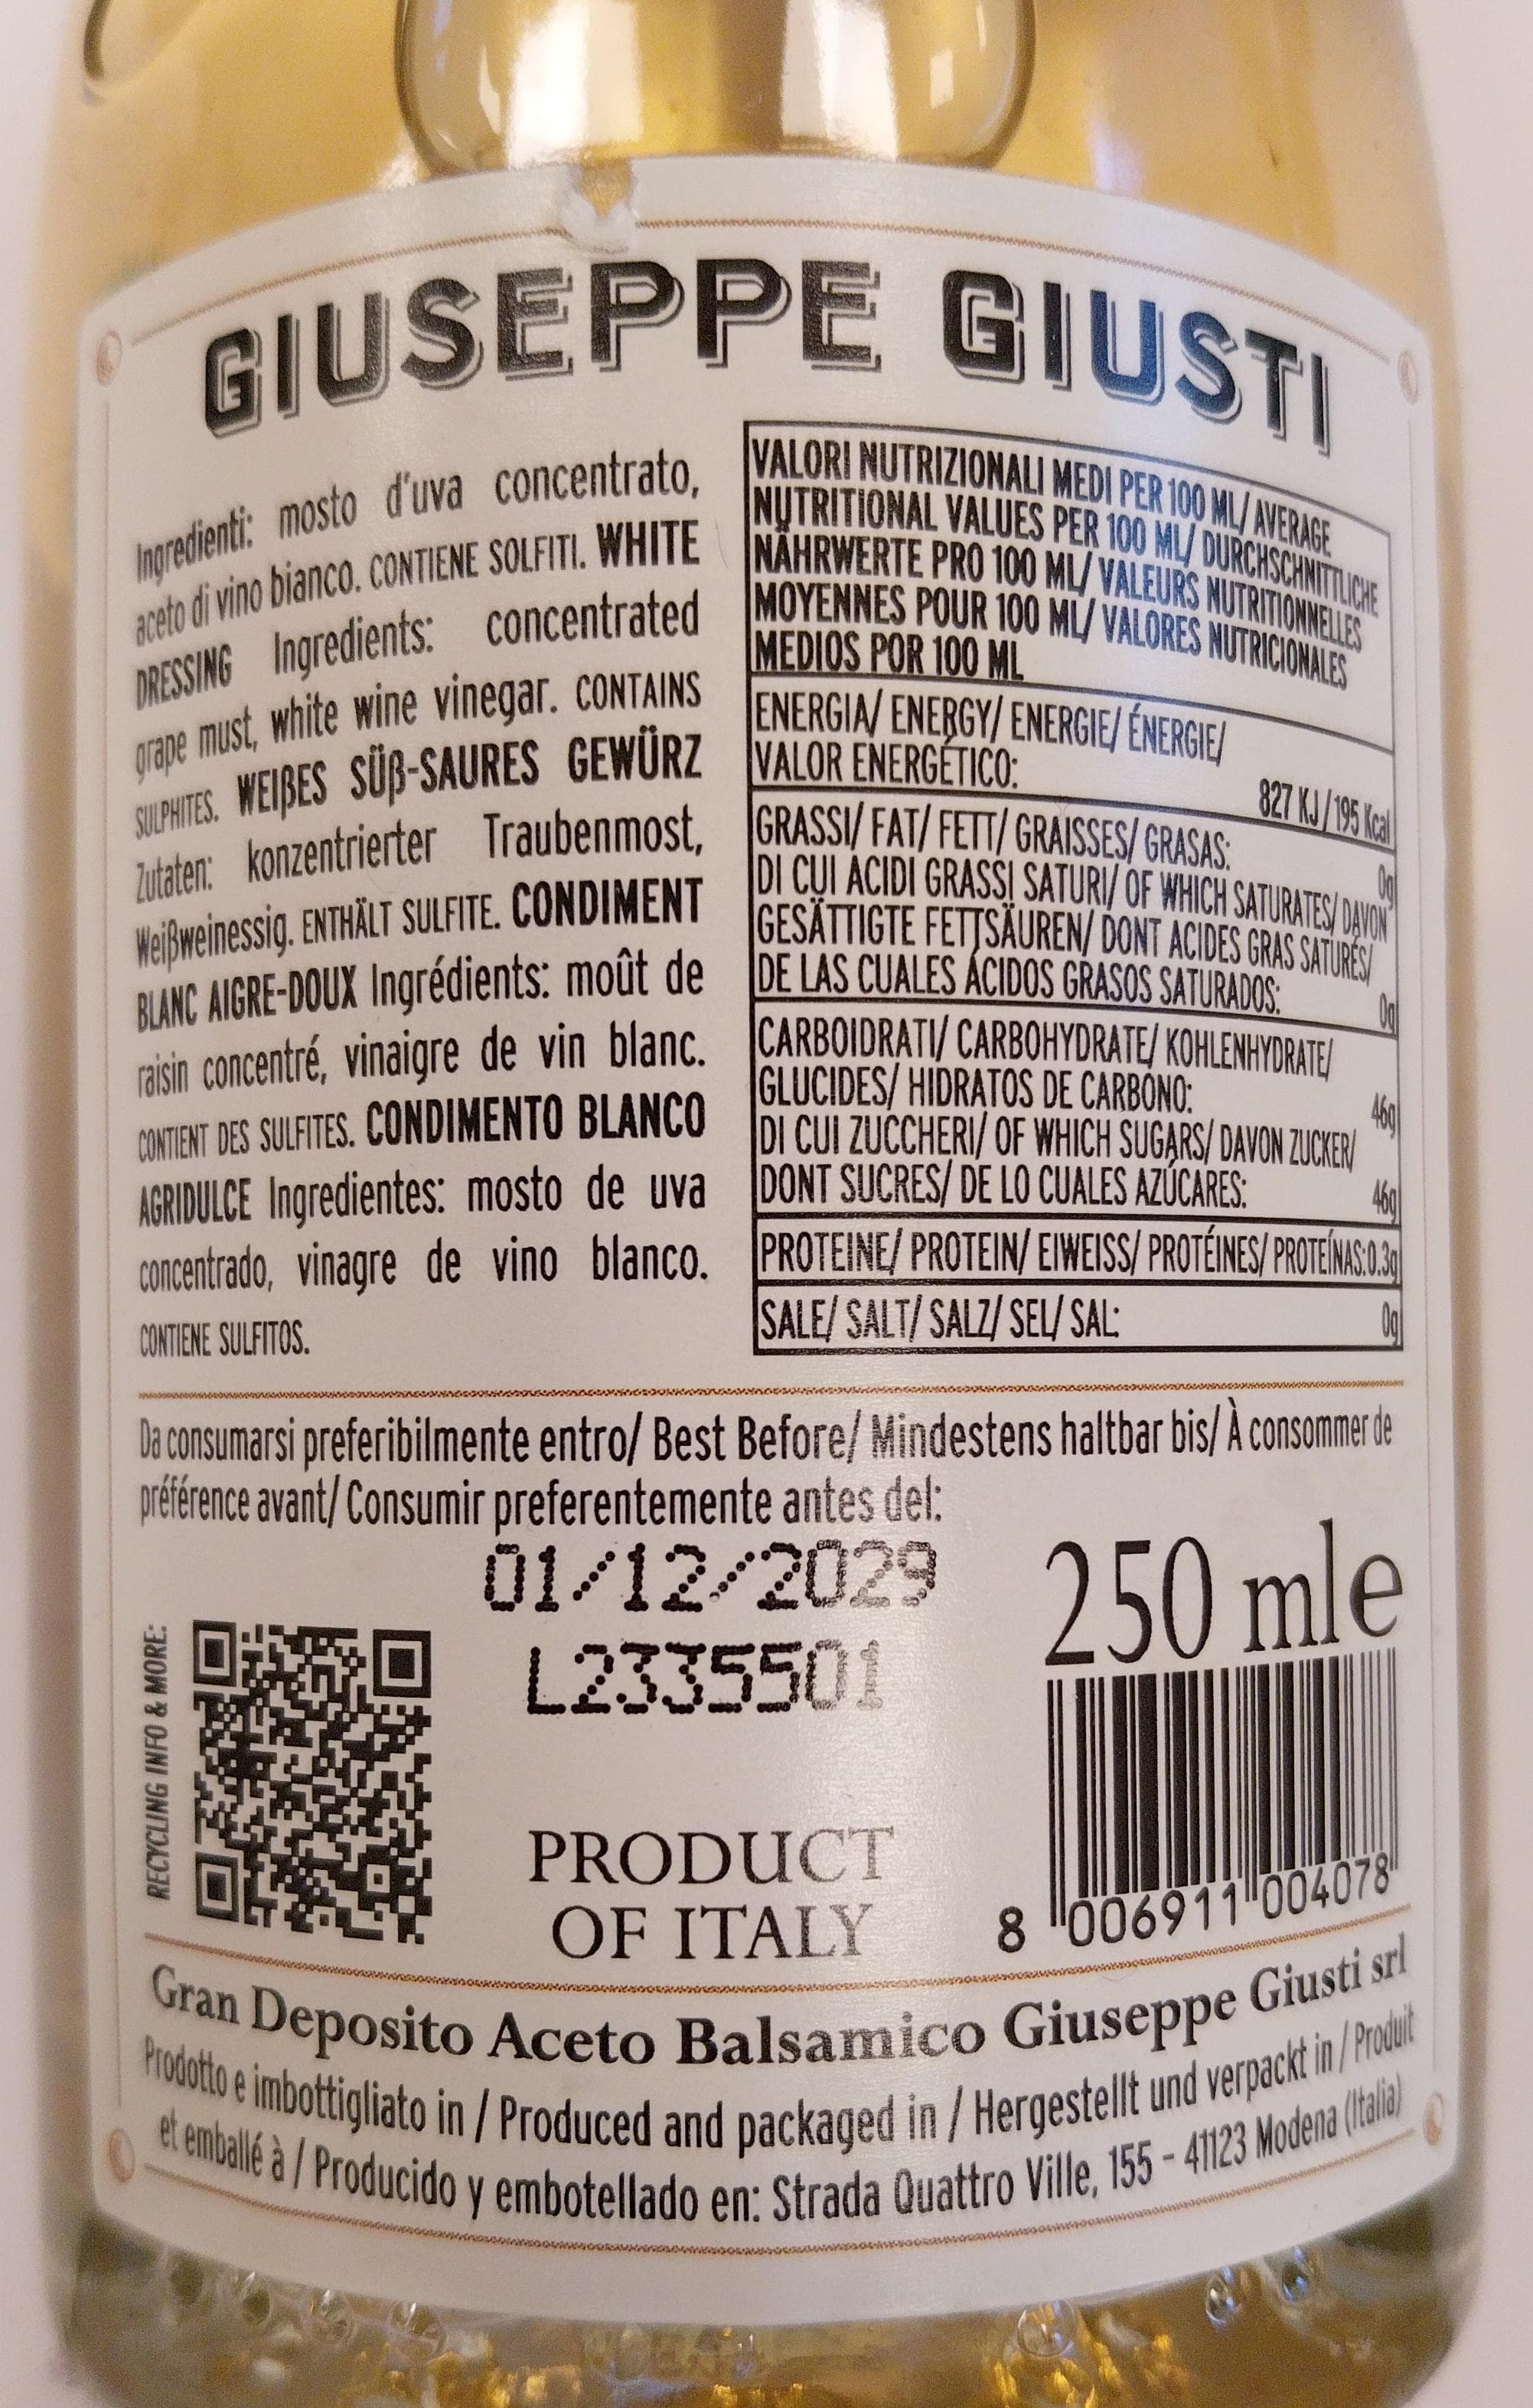 GIUSEPPE GIUSTI
Ingredienti: mosto d'uva concentrato,
aceto di vino bianco. CONTIENE SOLFITI. WHITE
DRESSING Ingredients: concentrated
grape must, white wine vinegar. CONTAINS
SULPHITES. WEIßES SÜß-SAURES GEWÜRZ
Zutaten: konzentrierter Traubenmost,
Weißweinessig. ENTHÄLT SULFITE. CONDIMENT
BLANC AIGRE-DOUX Ingrédients: moût de
raisin concentré, vinaigre de vin blanc.
CONTIENT DES SULFITES. CONDIMENTO BLANCO
AGRIDULCE Ingredientes: mosto de uva
concentrado, vinagre de vino blanco.
CONTIENE SULFITOS.
VALORI NUTRIZIONALI MEDI PER 100 ML/ AVERAGE
NUTRITIONAL VALUES PER 100 ML/ DURCHSCHNITTLICHE
NÄHRWERTE PRO 100 ML/ VALEURS NUTRITIONNELLES
MOYENNES POUR 100 ML/ VALORES NUTRICIONALES
MEDIOS POR 100 ML
ENERGIA/ ENERGY/ ENERGIE/ ÉNERGIE/
VALOR ENERGÉTICO: 827 KJ/195 Kcal
GRASSI/ FAT/ FETT/ GRAISSES/ GRASAS: 0g
DI CUI ACIDI GRASSI SATURI/ OF WHICH SATURATES/ DAVON
GESÄTTIGTE FETTSÄUREN/ DONT ACIDES GRAS SATURÉS/
DE LAS CUALES ÁCIDOS GRASOS SATURADOS: 0g
CARBOIDRATI/ CARBOHYDRATE/ KOHLENHYDRATE/
GLUCIDES/ HIDRATOS DE CARBONO: 46g
DI CUI ZUCCHERI/ OF WHICH SUGARS/ DAVON ZUCKER/
DONT SUCRES/ DE LO CUALES AZÚCARES: 46g
PROTEINE/ PROTEIN/ EIWEISS/ PROTÉINES/ PROTEÍNAS:0.3g
SALE/ SALT/ SALZ/ SEL/ SAL: 0g
Da consumarsi preferibilmente entro/ Best Before/ Mindestens haltbar bis/ À consommer de
préférence avant/ Consumir preferentemente antes del:
01/12/2029
L2335501
250 mle
RECYCLING INFO & MORE:
PRODUCT
OF ITALY
8 006911 004078
Gran Deposito Aceto Balsamico Giuseppe Giusti srl
Prodotto e imbottigliato in / Produced and packaged in / Hergestellt und verpackt in / Produit
et emballé à / Producido y embotellado en: Strada Quattro Ville, 155 - 41123 Modena (Italia)